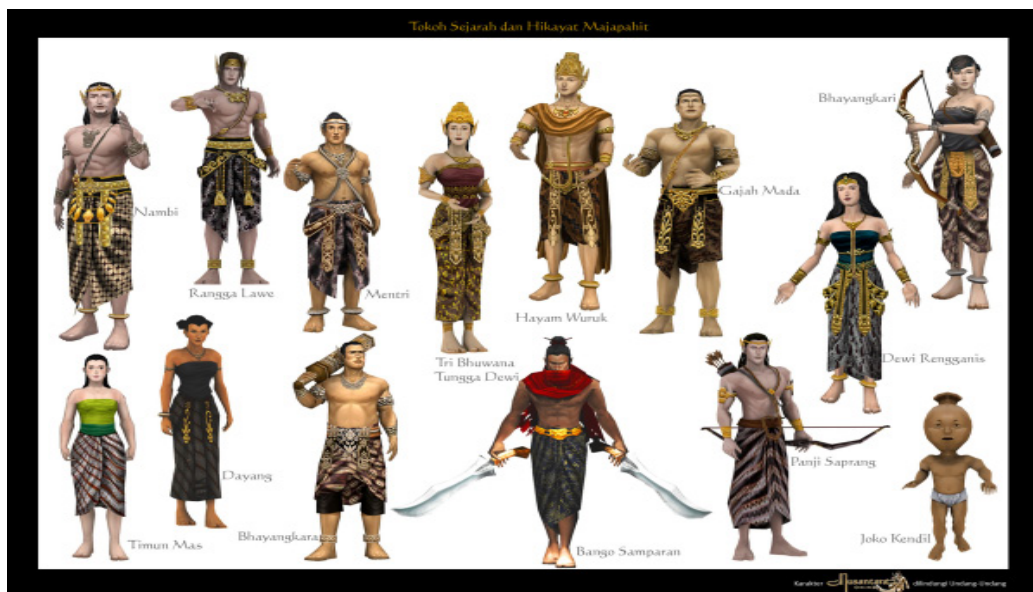 Tokoh Sejarah dan Hikayat Majapahit
Bhayangkari
Nambi
Gajah Mada
Rangga Lawe
Mentri
Hayam Wuruk
Tri Bhuwana
Tungga Dewi
Dewi Rengganis
Dayang
Panji Saprang
Timun Mas
Bhayangkara
Bango Samparan
Joko Kendil
Karakter Nusantara dilindungi Undang-Undang